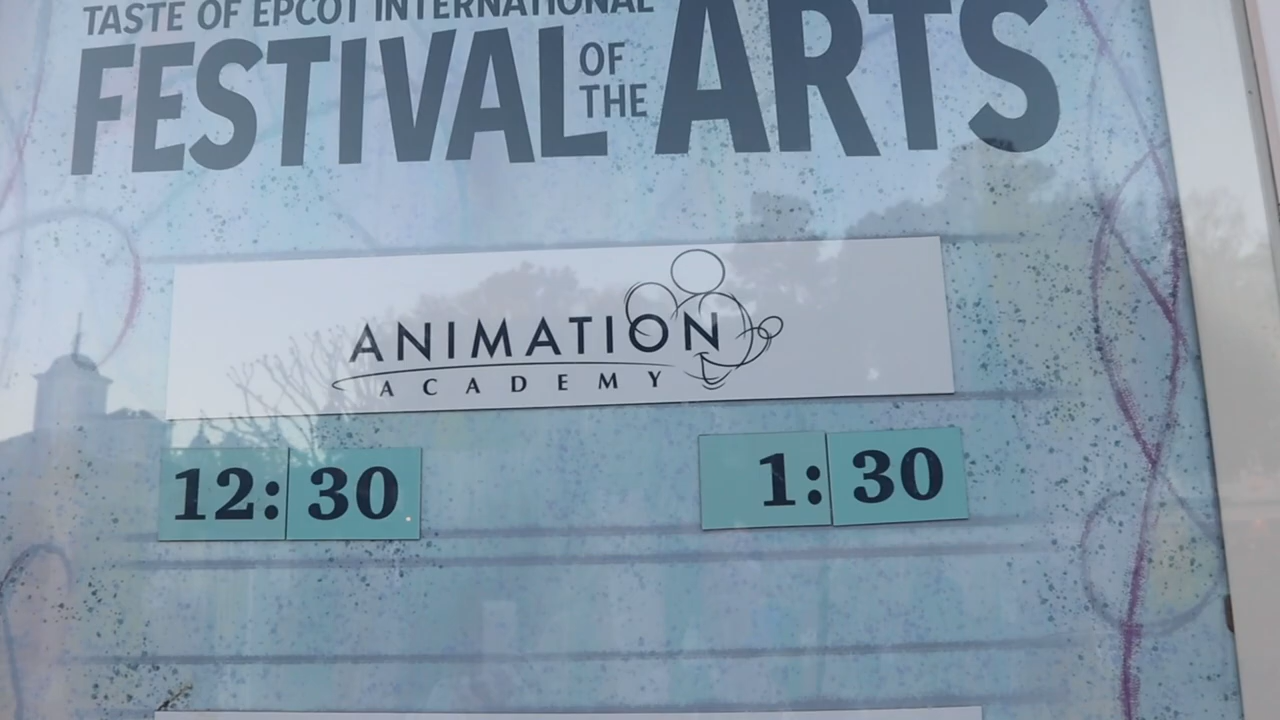 TASTE OF EPCOT INTERNATIONAL
FESTIVAL OF THE ARTS
ANIMATION
ACADEMY
12:30 1:30